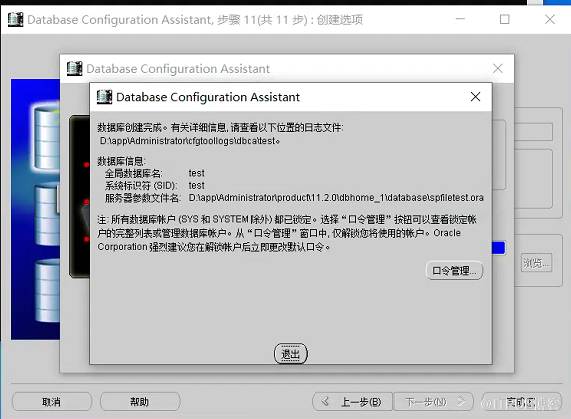 Database Configuration Assistant, 步骤 11(共 11 步) : 创建选项
Database Configuration Assistant
Database Configuration Assistant
数据库创建完成。有关详细信息, 请查看以下位置的日志文件:
D:\app\Administrator\cfgtoollogs\dbca\test。
数据库信息:
全局数据库名: test
系统标识符 (SID): test
服务器参数文件名: D:\app\Administrator\product\11.2.0\dbhome_1\database\spfiletest.ora
注: 所有数据库帐户 (SYS 和 SYSTEM 除外) 都已锁定。选择 “口令管理” 按钮可以查看锁定帐
户的完整列表或管理数据库帐户。从 “口令管理” 窗口中, 仅解锁您将使用的帐户。Oracle
Corporation 强烈建议您在解锁帐户后立即更改默认口令。
口令管理...
浏览...
退出
取消 帮助 上一步(B) 下一步(N)